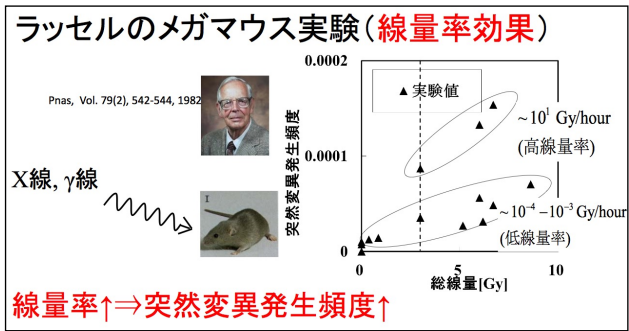 ラッセルのメガマウス実験(線量率効果)
Pnas, Vol. 79(2), 542-544, 1982
X線, γ線
I
突然変異発生頻度
0.0002
0.0001
0
▲ 実験値
~10¹ Gy/hour
(高線量率)
~10⁻⁴ –10⁻³ Gy/hour
(低線量率)
0 5 10
総線量[Gy]
線量率↑⇒突然変異発生頻度↑